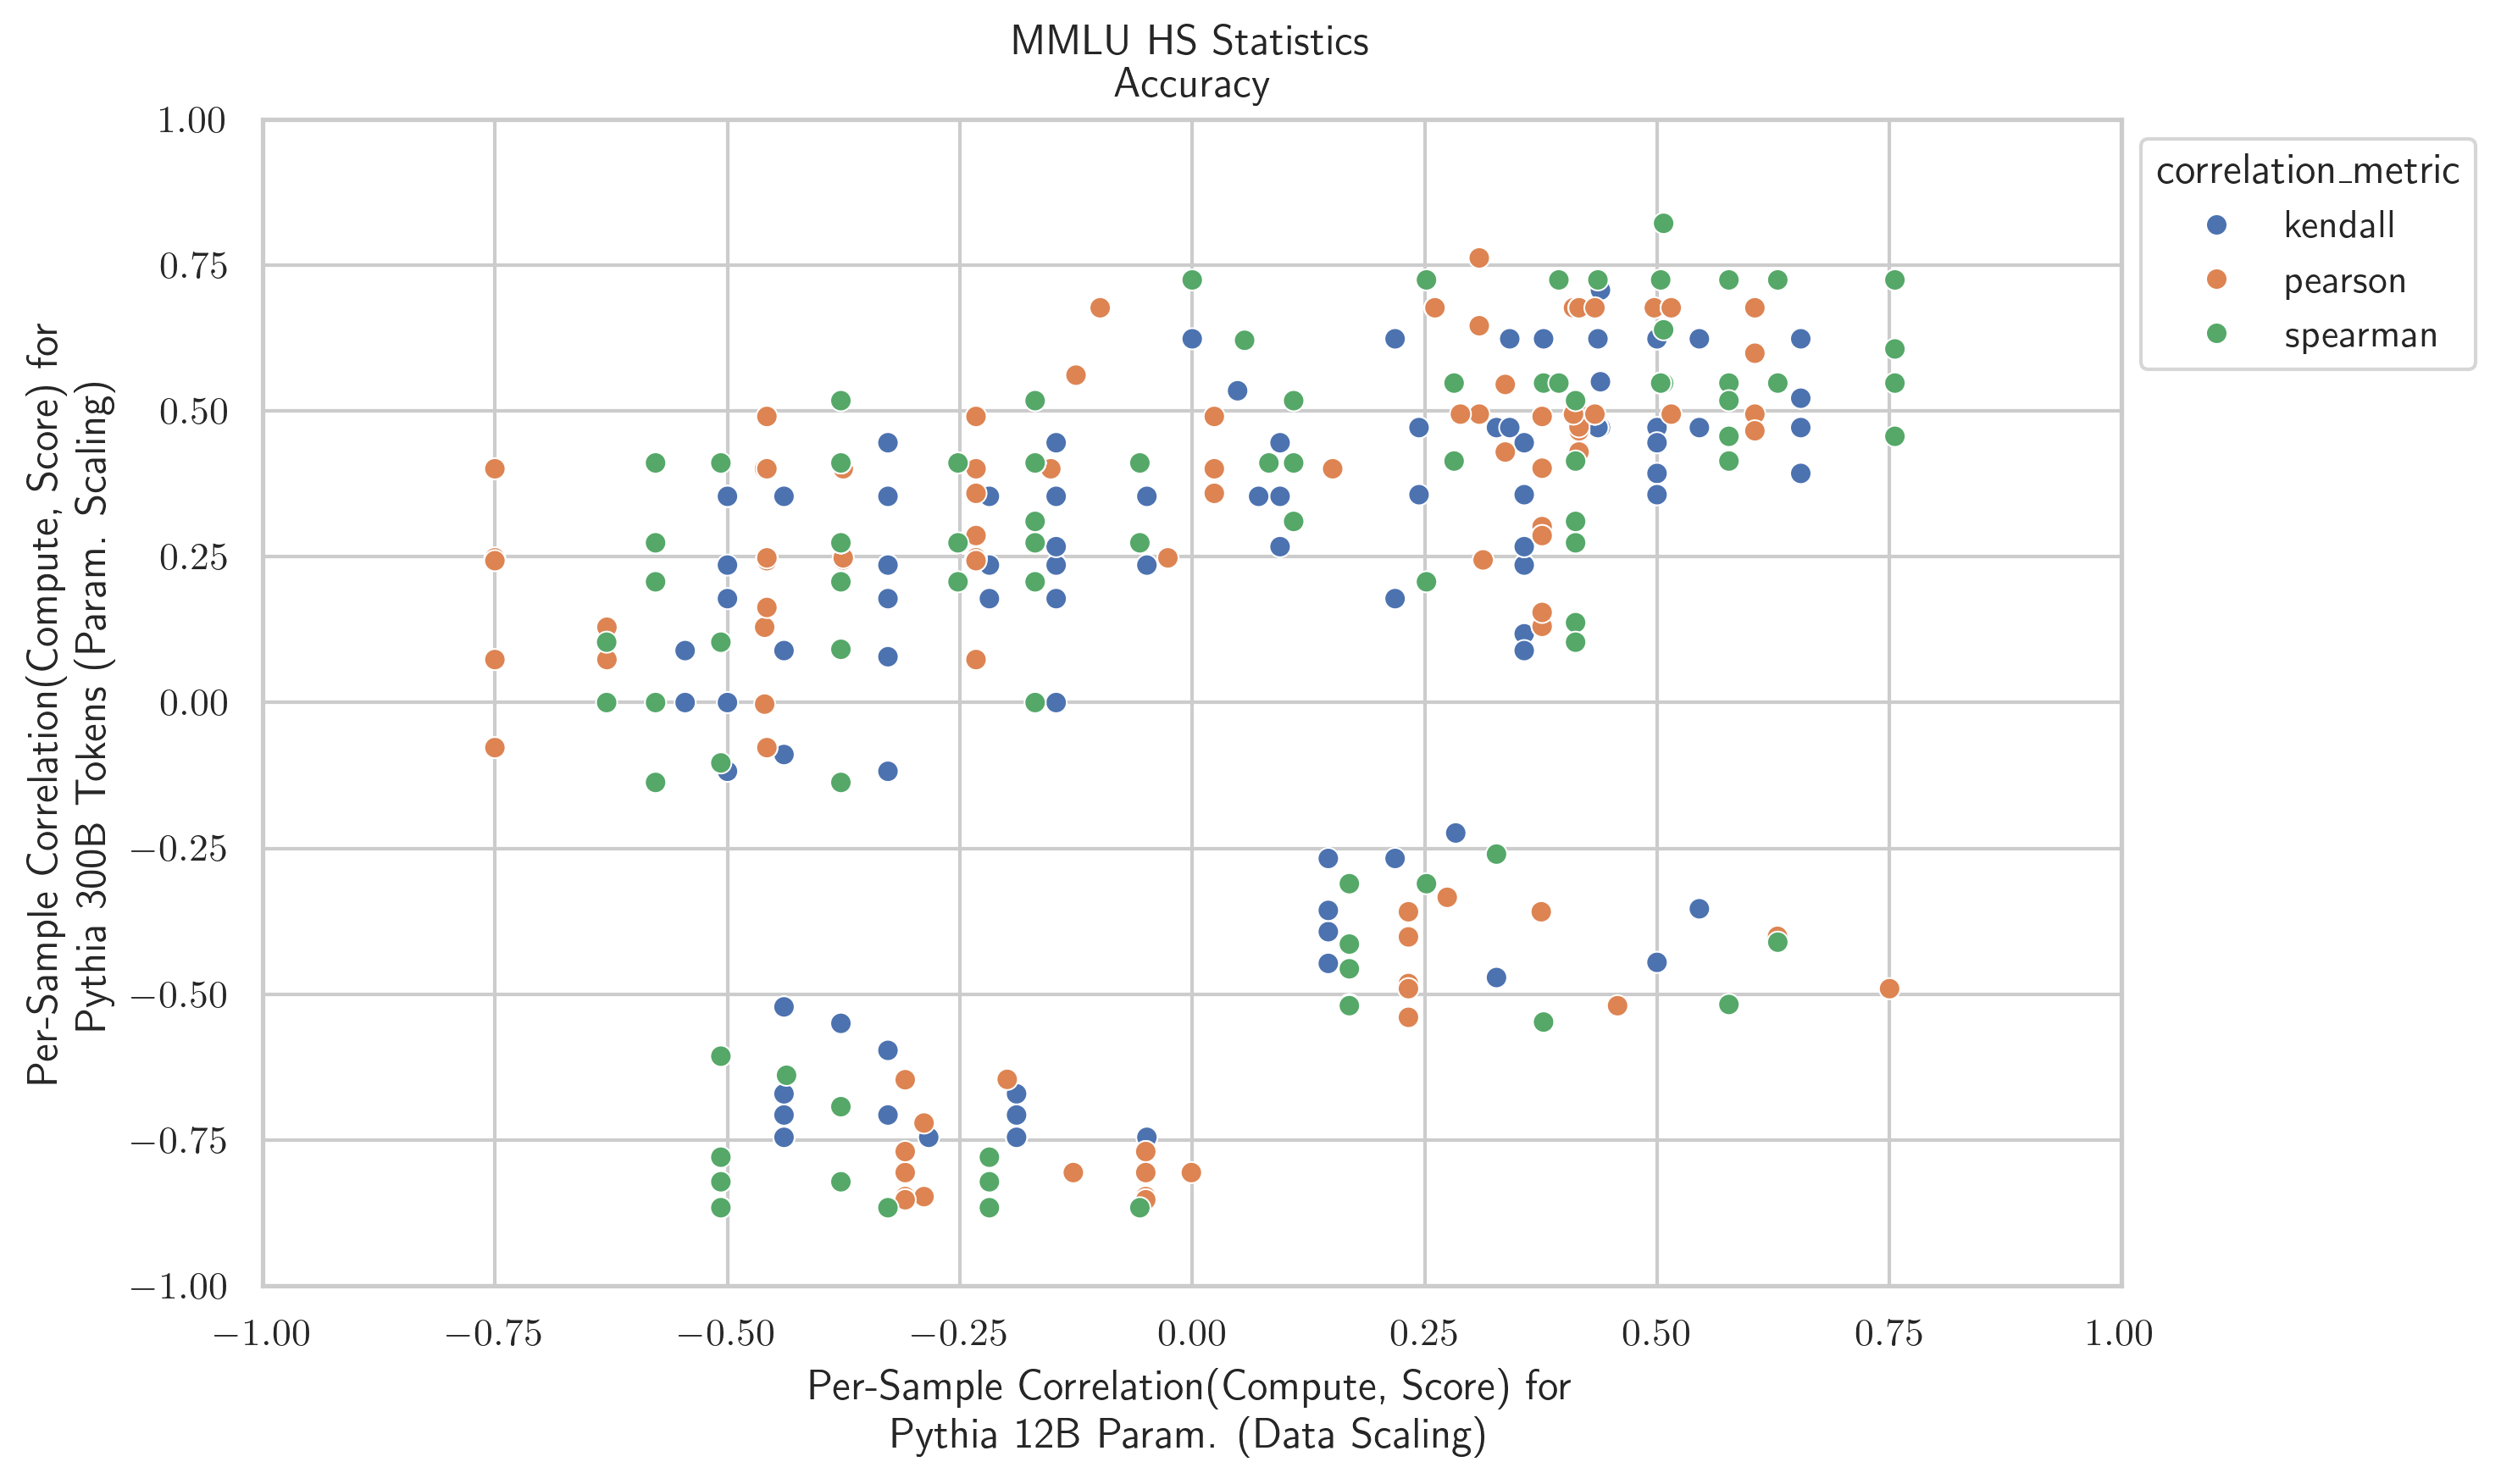 MMLU HS Statistics
Accuracy
1.00
0.75
0.50
0.25
0.00
−0.25
−0.50
−0.75
−1.00
Per-Sample Correlation(Compute, Score) for
Pythia 300B Tokens (Param. Scaling)
−1.00 −0.75 −0.50 −0.25 0.00 0.25 0.50 0.75 1.00
Per-Sample Correlation(Compute, Score) for
Pythia 12B Param. (Data Scaling)
correlation_metric
kendall
pearson
spearman